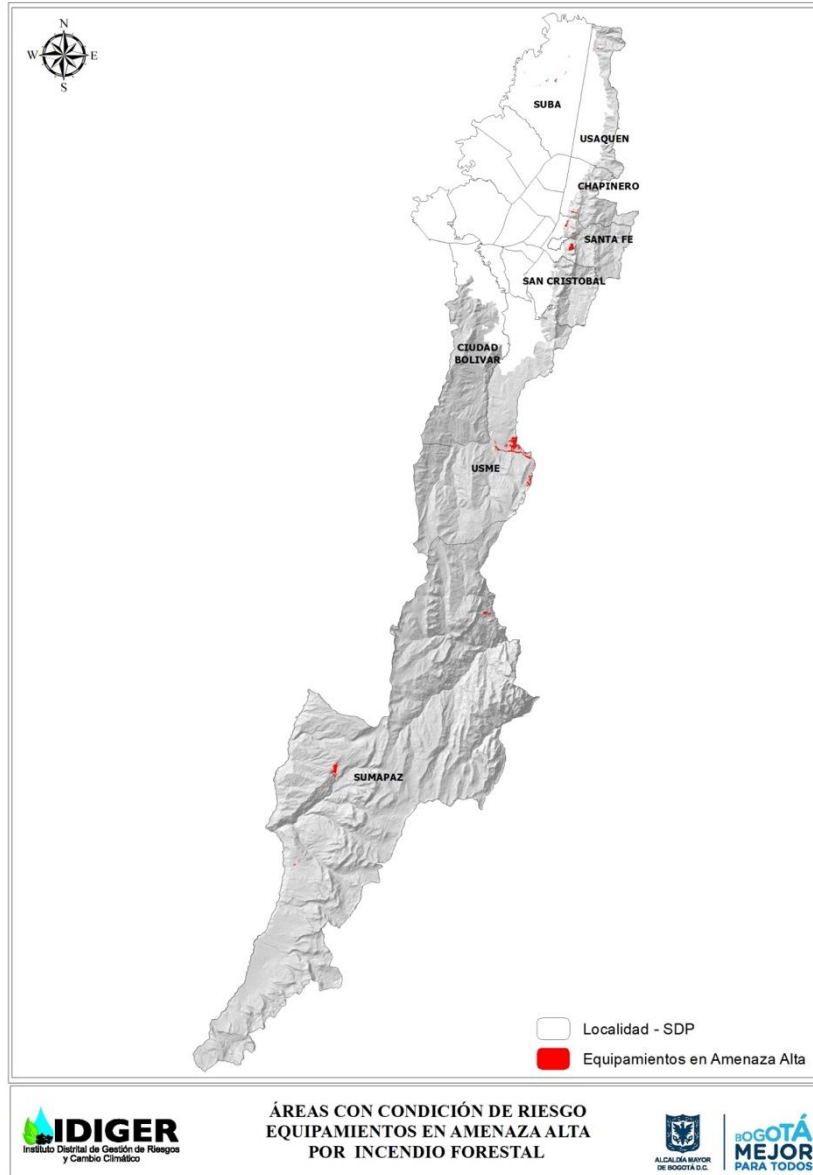 N
W E
S
SUBA
USAQUEN
CHAPINERO
SANTA FE
SAN CRISTOBAL
CIUDAD
BOLIVAR
USME
SUMAPAZ
Localidad - SDP
Equipamientos en Amenaza Alta
IDIGER
Instituto Distrital de Gestión de Riesgos
y Cambio Climático
ÁREAS CON CONDICIÓN DE RIESGO
EQUIPAMIENTOS EN AMENAZA ALTA
POR INCENDIO FORESTAL
ALCALDÍA MAYOR
DE BOGOTÁ D.C.
BOGOTÁ
MEJOR
PARA TODOS